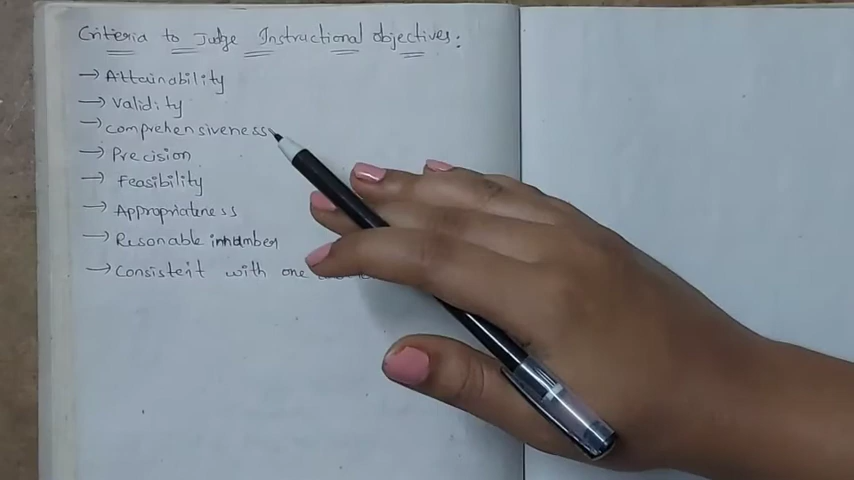 Criteria to Judge Instructional objectives:
→ Attainability
→ Validity
→ comprehensiveness
→ Precision
→ Feasibility
→ Appropriateness
→ Resonable in number
→ Consistent with one